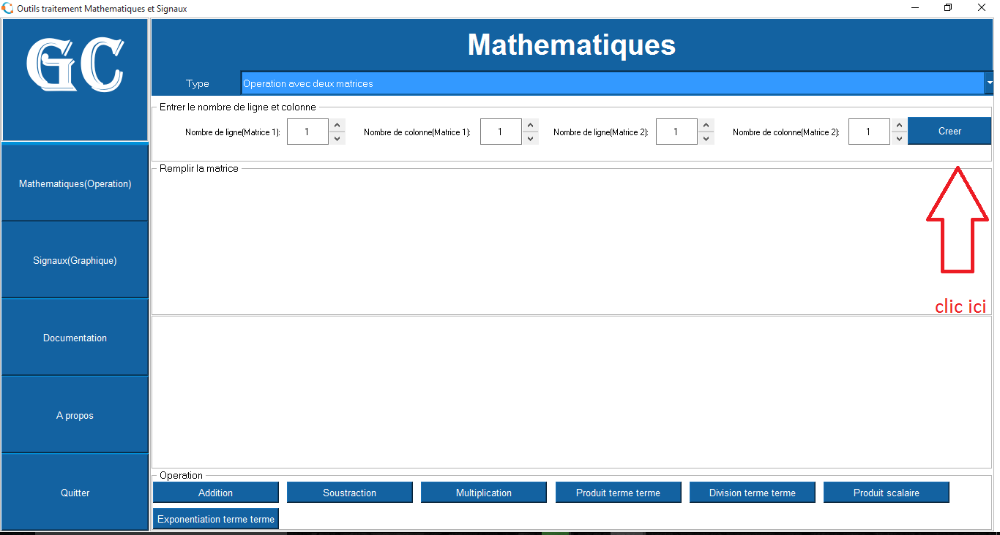 Outils traitement Mathematiques et Signaux
GC
Mathematiques
Type
Operation avec deux matrices
Entrer le nombre de ligne et colonne
Nombre de ligne(Matrice 1): 1 Nombre de colonne(Matrice 1): 1 Nombre de ligne(Matrice 2): 1 Nombre de colonne(Matrice 2): 1 Creer
Remplir la matrice
Mathematiques(Operation)
Signaux(Graphique)
clic ici
Documentation
A propos
Quitter
Operation
Addition Soustraction Multiplication Produit terme terme Division terme terme Produit scalaire
Exponentiation terme terme